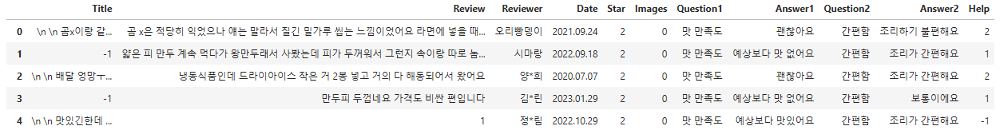 Title Review Reviewer Date Star Images Question1 Answer1 Question2 Answer2 Help
0 \n \n 곰x이랑 같... 곰 x은 적당히 익었으나 얘는 말라서 질긴 밀가루 씹는 느낌이었어요 라면에 넣을 때... 오리빵뎅이 2021.09.24 2 0 맛 만족도 괜찮아요 간편함 조리하기 불편해요 2
1 -1 얇은 피 만두 계속 먹다가 왕만두래서 사봤는데 피가 두꺼워서 그런지 속이랑 따로 놈... 시마랑 2022.09.18 2 0 맛 만족도 예상보다 맛 없어요 간편함 조리가 간편해요 1
2 \n \n 배달 엉망ㅜ... 냉동식품인데 드라이아이스 작은 거 2봉 넣고 거의 다 해동되어서 왔어요 양*희 2020.07.07 2 0 맛 만족도 괜찮아요 간편함 조리가 간편해요 2
3 -1 만두피 두껍네요 가격도 비싼 편입니다 김*린 2023.01.29 2 0 맛 만족도 예상보다 맛 없어요 간편함 보통이에요 1
4 \n \n 맛있긴한데 ... 1 정*림 2022.10.29 2 0 맛 만족도 예상보다 맛있어요 간편함 조리가 간편해요 -1